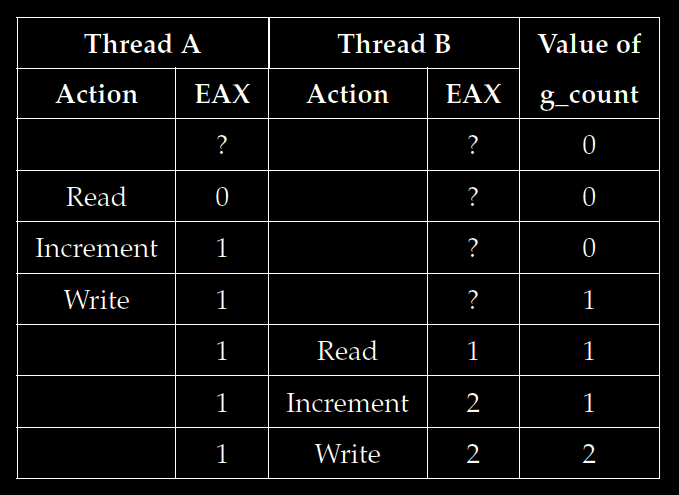 Thread A Thread B Value of
Action EAX Action EAX g_count
? ? 0
Read 0 ? 0
Increment 1 ? 0
Write 1 ? 1
1 Read 1 1
1 Increment 2 1
1 Write 2 2